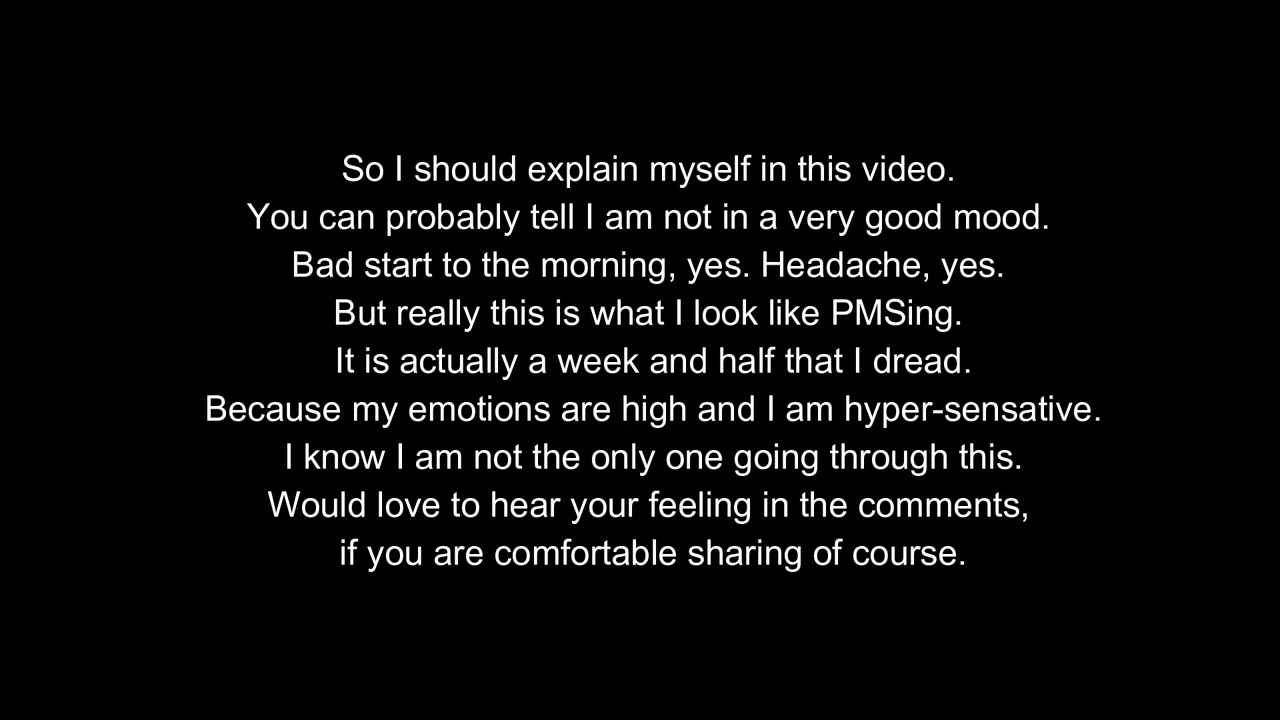 So I should explain myself in this video.
You can probably tell I am not in a very good mood.
Bad start to the morning, yes. Headache, yes.
But really this is what I look like PMSing.
It is actually a week and half that I dread.
Because my emotions are high and I am hyper-sensative.
I know I am not the only one going through this.
Would love to hear your feeling in the comments,
if you are comfortable sharing of course.